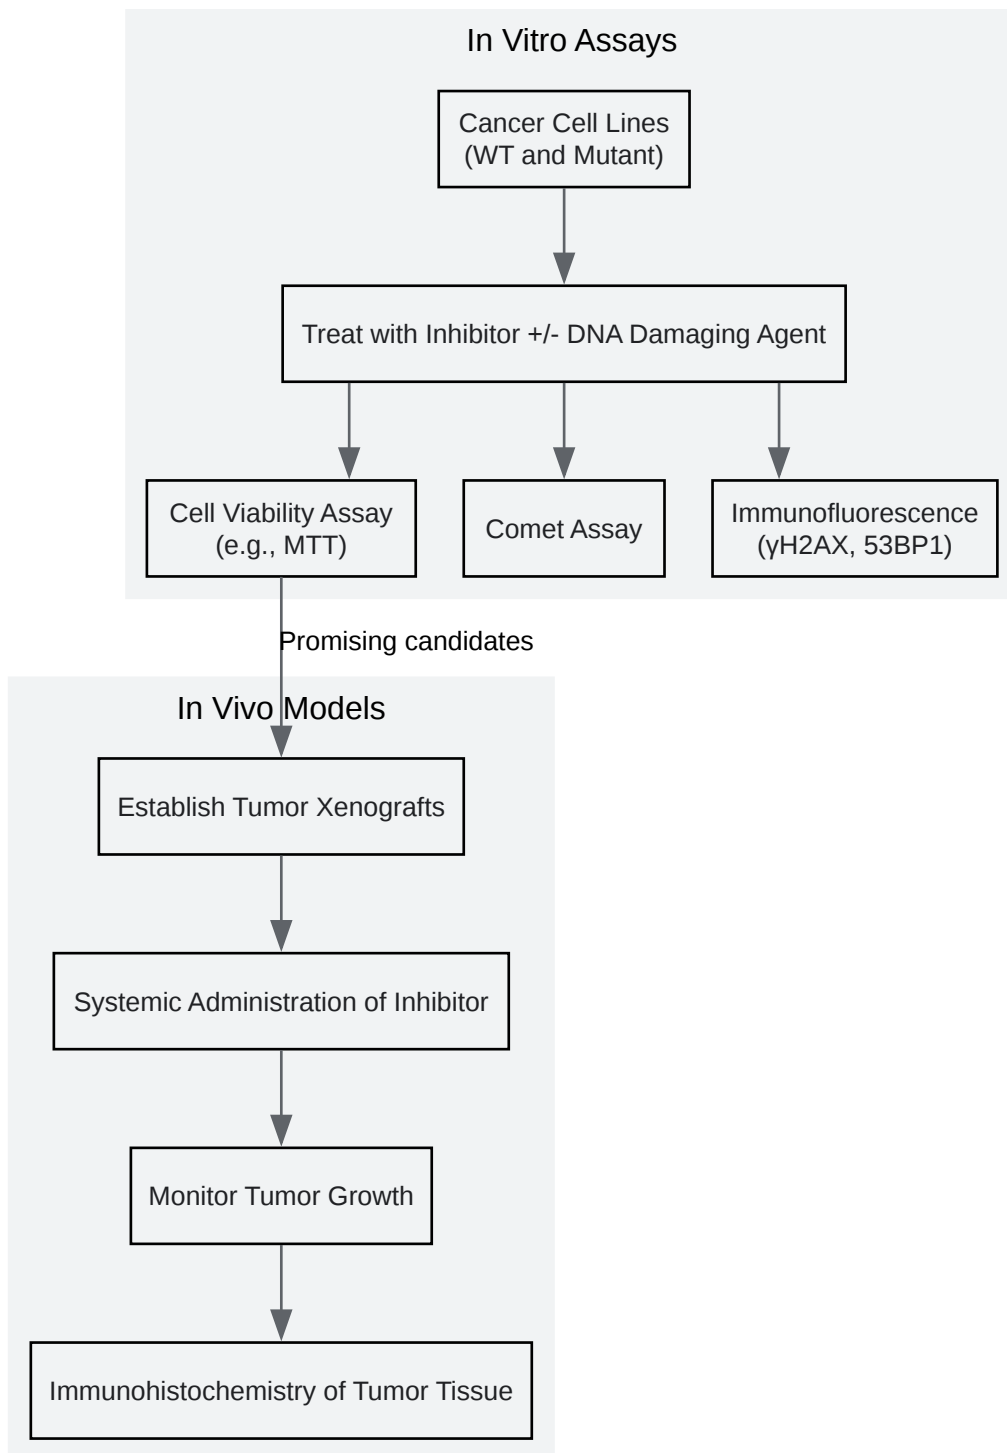 In Vitro Assays
Cancer Cell Lines
(WT and Mutant)
Treat with Inhibitor +/- DNA Damaging Agent
Cell Viability Assay
(e.g., MTT)
Comet Assay
Immunofluorescence
(γH2AX, 53BP1)
Promising candidates
In Vivo Models
Establish Tumor Xenografts
Systemic Administration of Inhibitor
Monitor Tumor Growth
Immunohistochemistry of Tumor Tissue